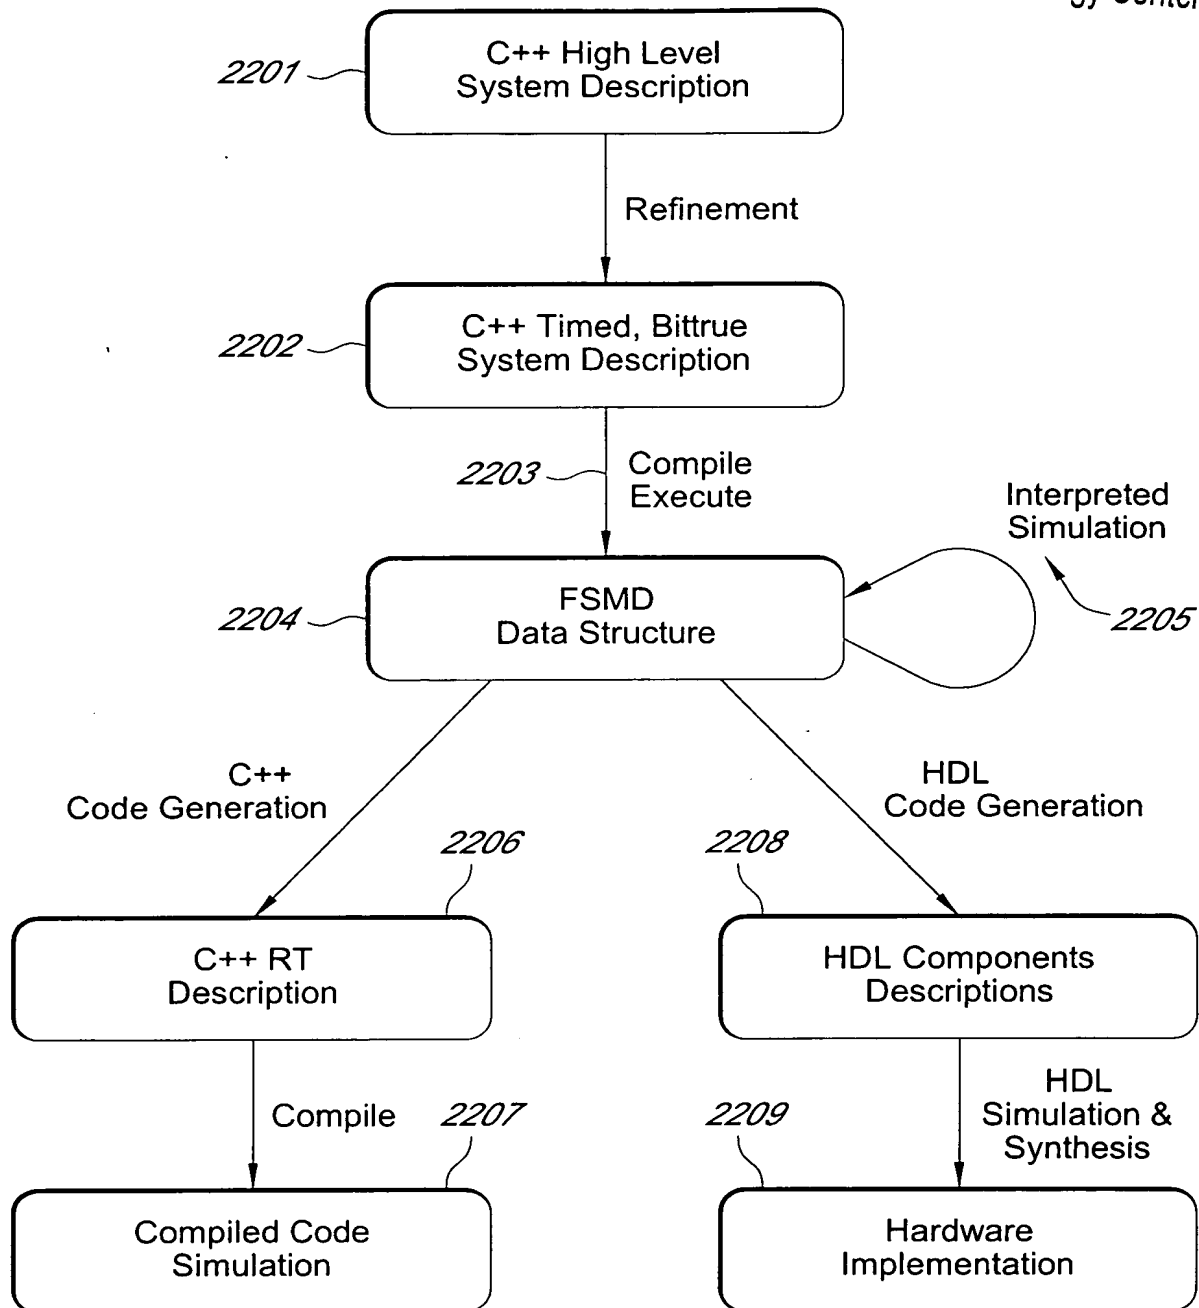 gy Center
C++ High Level
System Description
2201
Refinement
C++ Timed, Bittrue
System Description
2202
2203
Compile
Execute
Interpreted
Simulation
FSMD
Data Structure
2204
2205
C++
Code Generation
HDL
Code Generation
2206
2208
C++ RT
Description
HDL Components
Descriptions
Compile
HDL
Simulation &
Synthesis
2207
2209
Compiled Code
Simulation
Hardware
Implementation